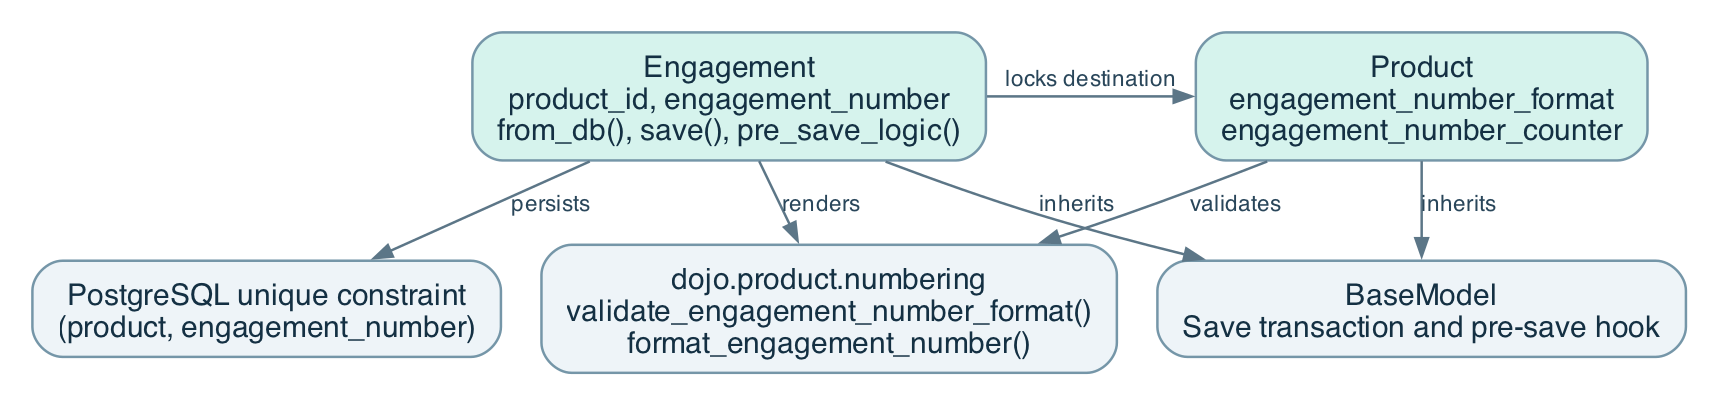 Engagement
product_id, engagement_number
from_db(), save(), pre_save_logic()
locks destination
Product
engagement_number_format
engagement_number_counter
persists
renders
inherits
validates
inherits
PostgreSQL unique constraint
(product, engagement_number)
dojo.product.numbering
validate_engagement_number_format()
format_engagement_number()
BaseModel
Save transaction and pre-save hook